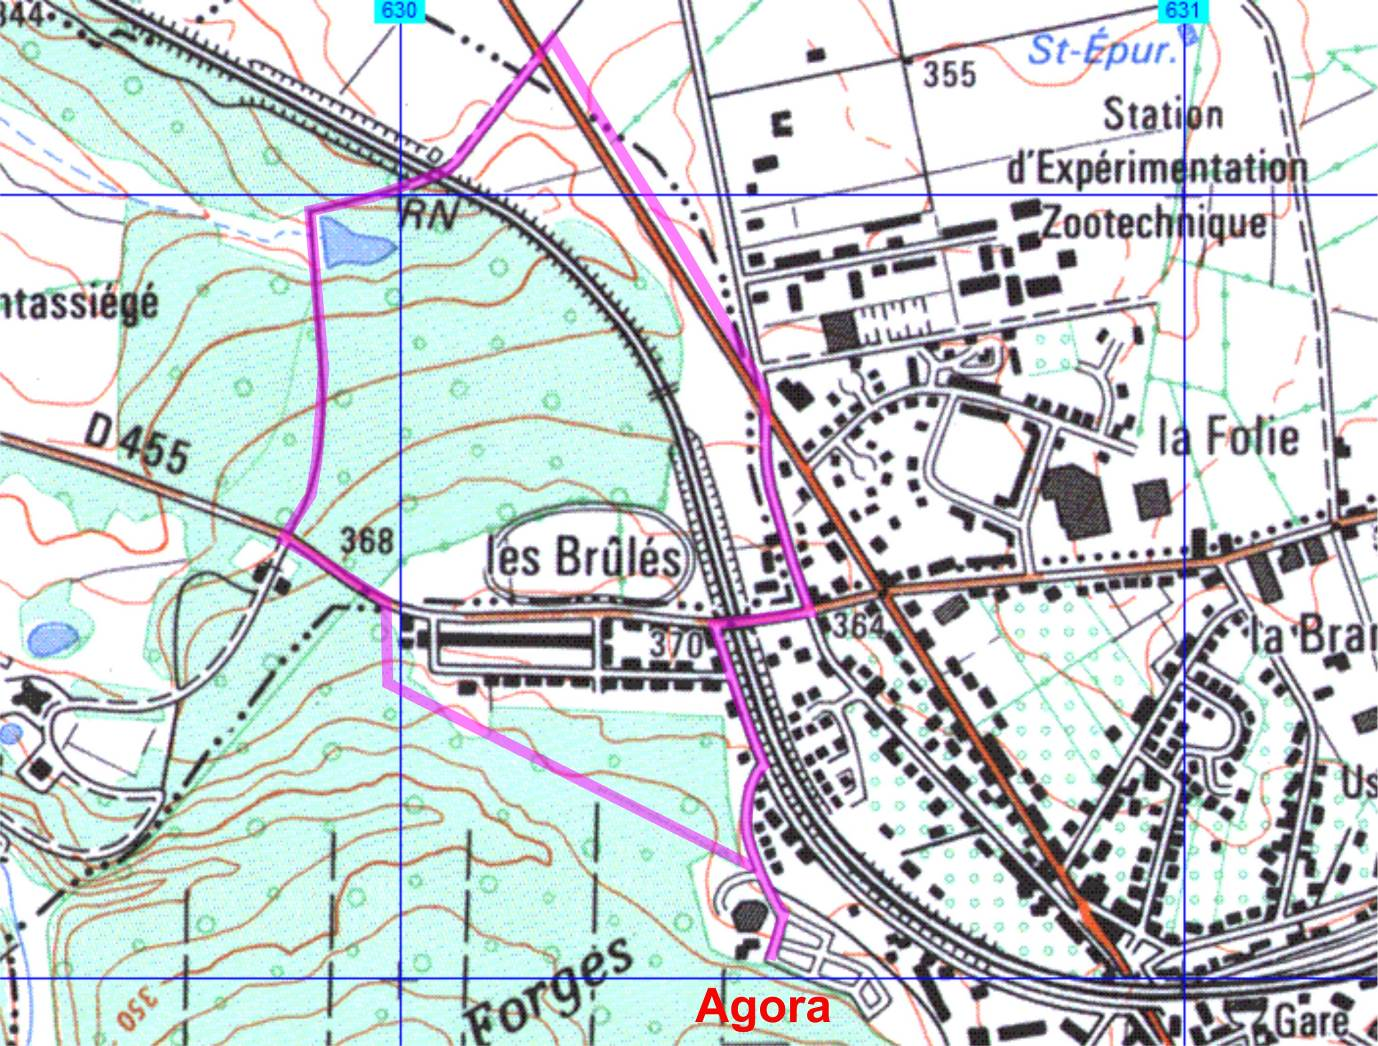 344
630
631
St-Épur.
355
Station
d'Expérimentation
Zootechnique
RN
ntassiégé
D 455
la Folie
368
les Brûlés
370
364
la Bran
Us
350
Forges
Agora
Gare